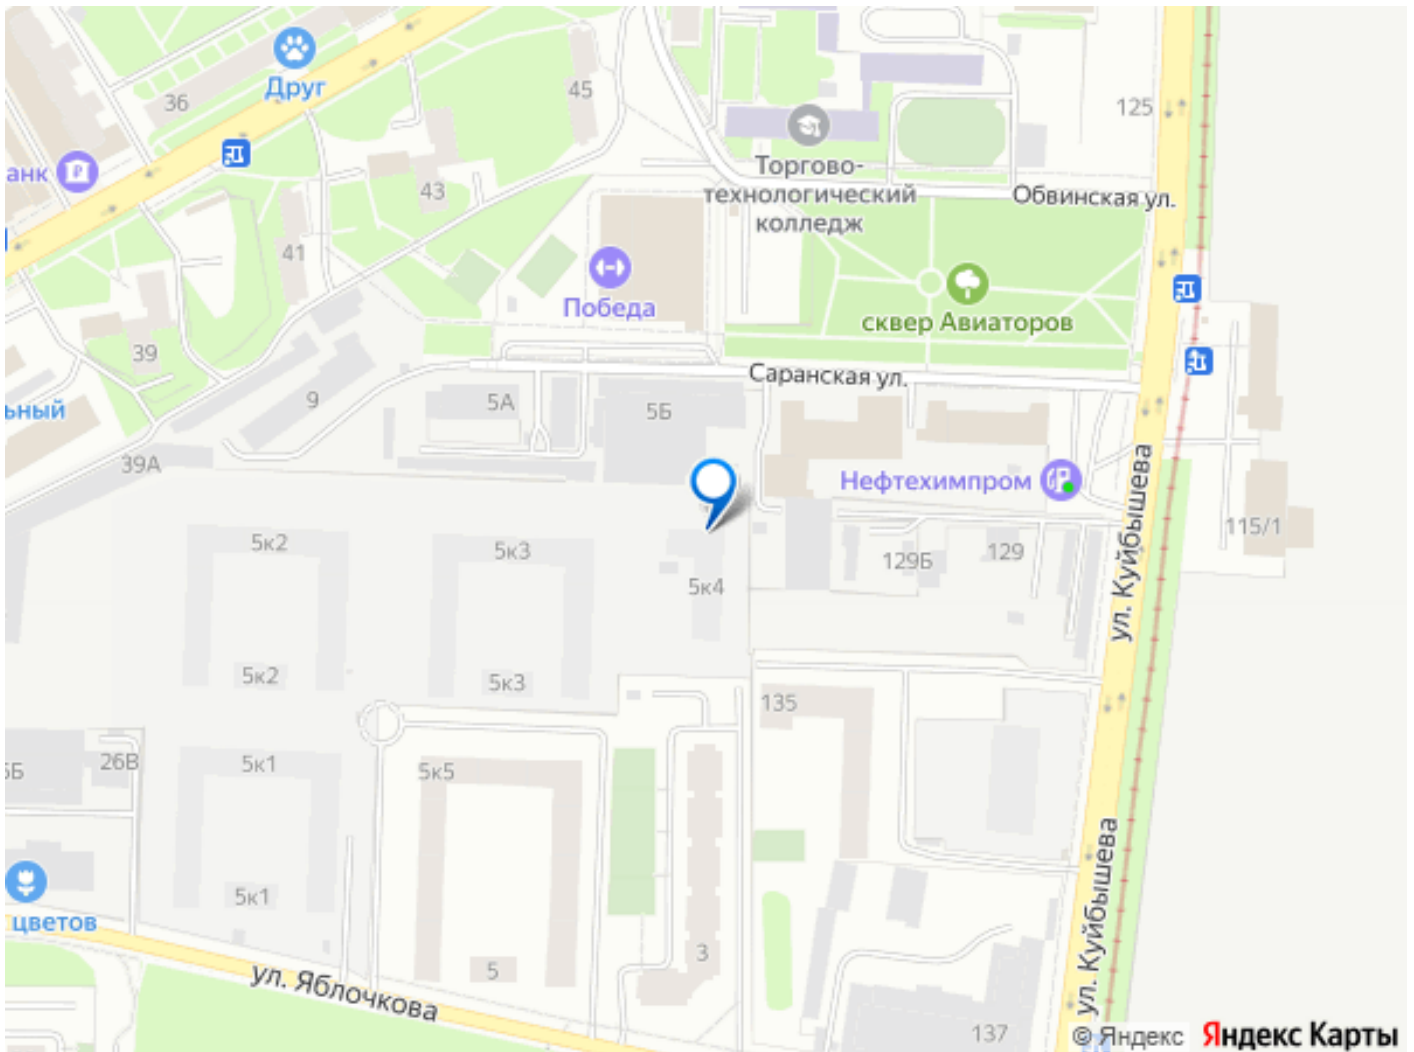 Друг
36
45
125
анк
43
Торгово-
технологический
колледж
Обвинская ул.
41
Победа
сквер Авиаторов
39
Саранская ул.
9
5А
5Б
ьный
39А
Нефтехимпром
ул. Куйбышева
115/1
5к2
5к3
129Б
129
5к4
5к2
5к3
135
5Б
26В
5к1
5к5
ул. Куйбышева
5к1
цветов
3
5
ул. Яблочкова
137
© Яндекс
Яндекс Карты